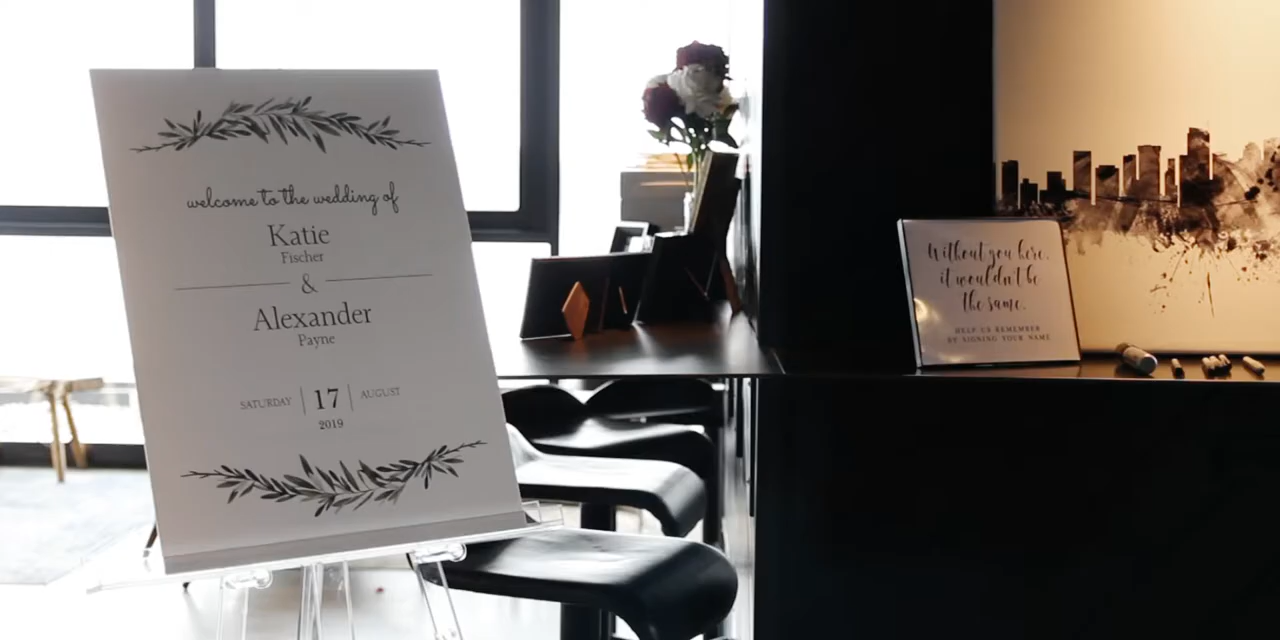 welcome to the wedding of
Katie
Fischer
&
Alexander
Payne
SATURDAY 17 AUGUST
2019
Without you here,
it wouldn't be
the same.
HELP US REMEMBER
BY SIGNING YOUR NAME